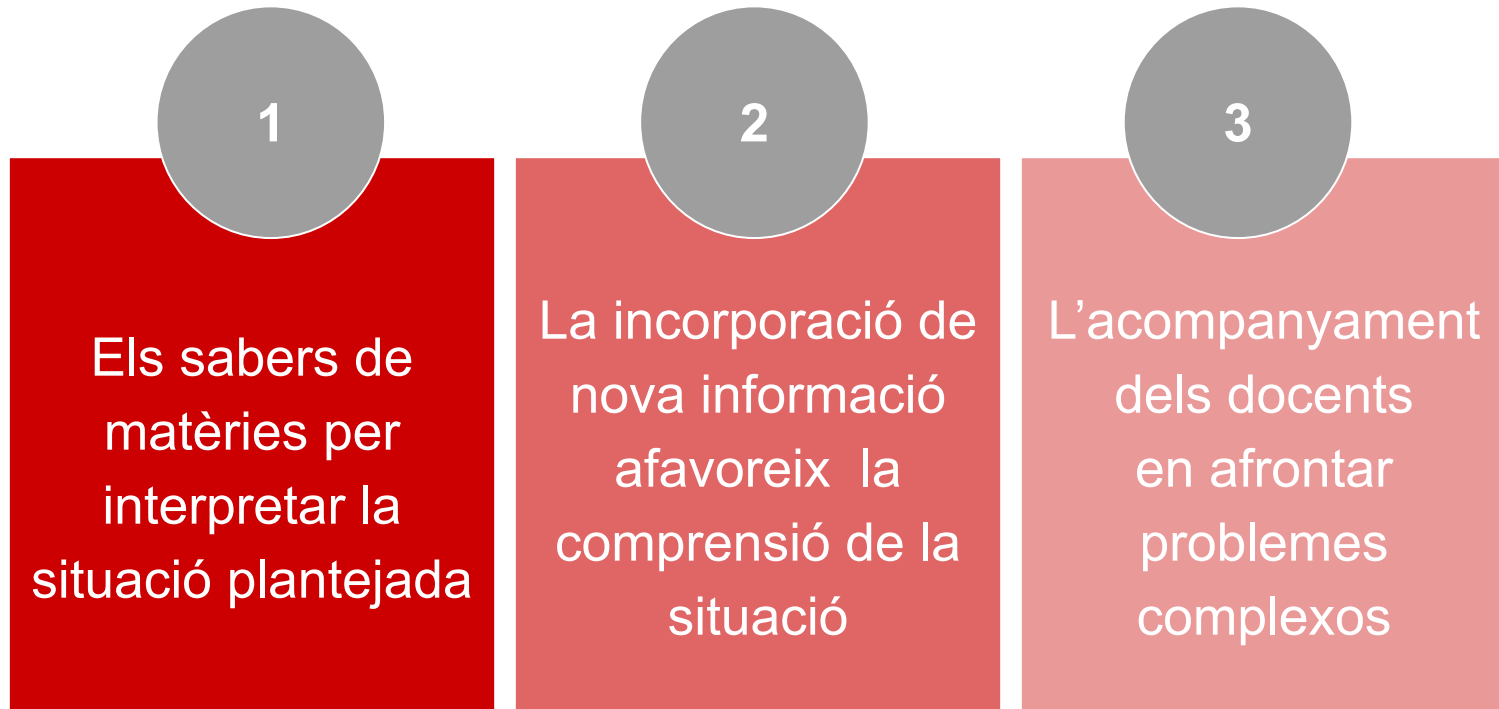 1
Els sabers de
matèries per
interpretar la
situació plantejada
2
La incorporació de
nova informació
afavoreix  la
comprensió de la
situació
3
L’acompanyament
dels docents
en afrontar
problemes
complexos